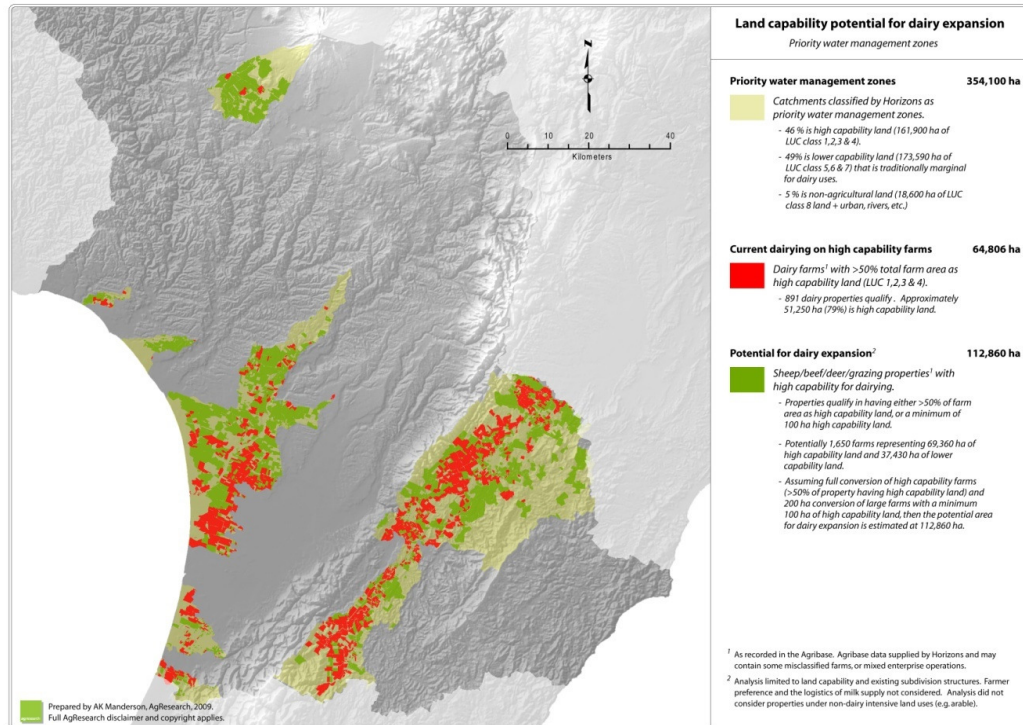 Land capability potential for dairy expansion
Priority water management zones
Priority water management zones 354,100 ha
Catchments classified by Horizons as
priority water management zones.
- 46 % is high capability land (161,900 ha of
LUC class 1,2,3 & 4).
- 49% is lower capability land (173,590 ha of
LUC class 5,6 & 7) that is traditionally marginal
for dairy uses.
- 5 % is non-agricultural land (18,600 ha of LUC
class 8 land + urban, rivers, etc.)
Current dairying on high capability farms 64,806 ha
Dairy farms1 with >50% total farm area as
high capability land (LUC 1,2,3 & 4).
- 891 dairy properties qualify . Approximately
51,250 ha (79%) is high capability land.
Potential for dairy expansion2 112,860 ha
Sheep/beef/deer/grazing properties1 with
high capability for dairying.
- Properties qualify in having either >50% of farm
area as high capability land, or a minimum of
100 ha high capability land.
- Potentially 1,650 farms representing 69,360 ha of
high capability land and 37,430 ha of lower
capability land.
- Assuming full conversion of high capability farms
(>50% of property having high capability land) and
200 ha conversion of large farms with a minimum
100 ha of high capability land, then the potential area
for dairy expansion is estimated at 112,860 ha.
1 As recorded in the Agribase. Agribase data supplied by Horizons and may
contain some misclassified farms, or mixed enterprise operations.
2 Analysis limited to land capability and existing subdivision structures. Farmer
preference and the logistics of milk supply not considered. Analysis did not
consider properties under non-dairy intensive land uses (e.g. arable).
N
0 10 20 40
Kilometers
agresearch
Prepared by AK Manderson, AgResearch, 2009.
Full AgResearch disclaimer and copyright applies.